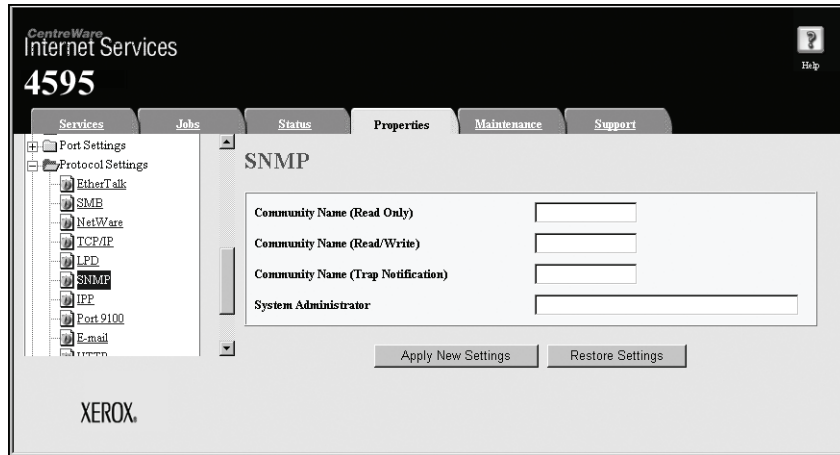 CentreWare
Internet Services
4595
?
Help
Services Jobs Status Properties Maintenance Support
Port Settings
Protocol Settings
EtherTalk
SMB
NetWare
TCP/IP
LPD
SNMP
IPP
Port 9100
E-mail
HTTP
SNMP
Community Name (Read Only)
Community Name (Read/Write)
Community Name (Trap Notification)
System Administrator
Apply New Settings Restore Settings
XEROX.